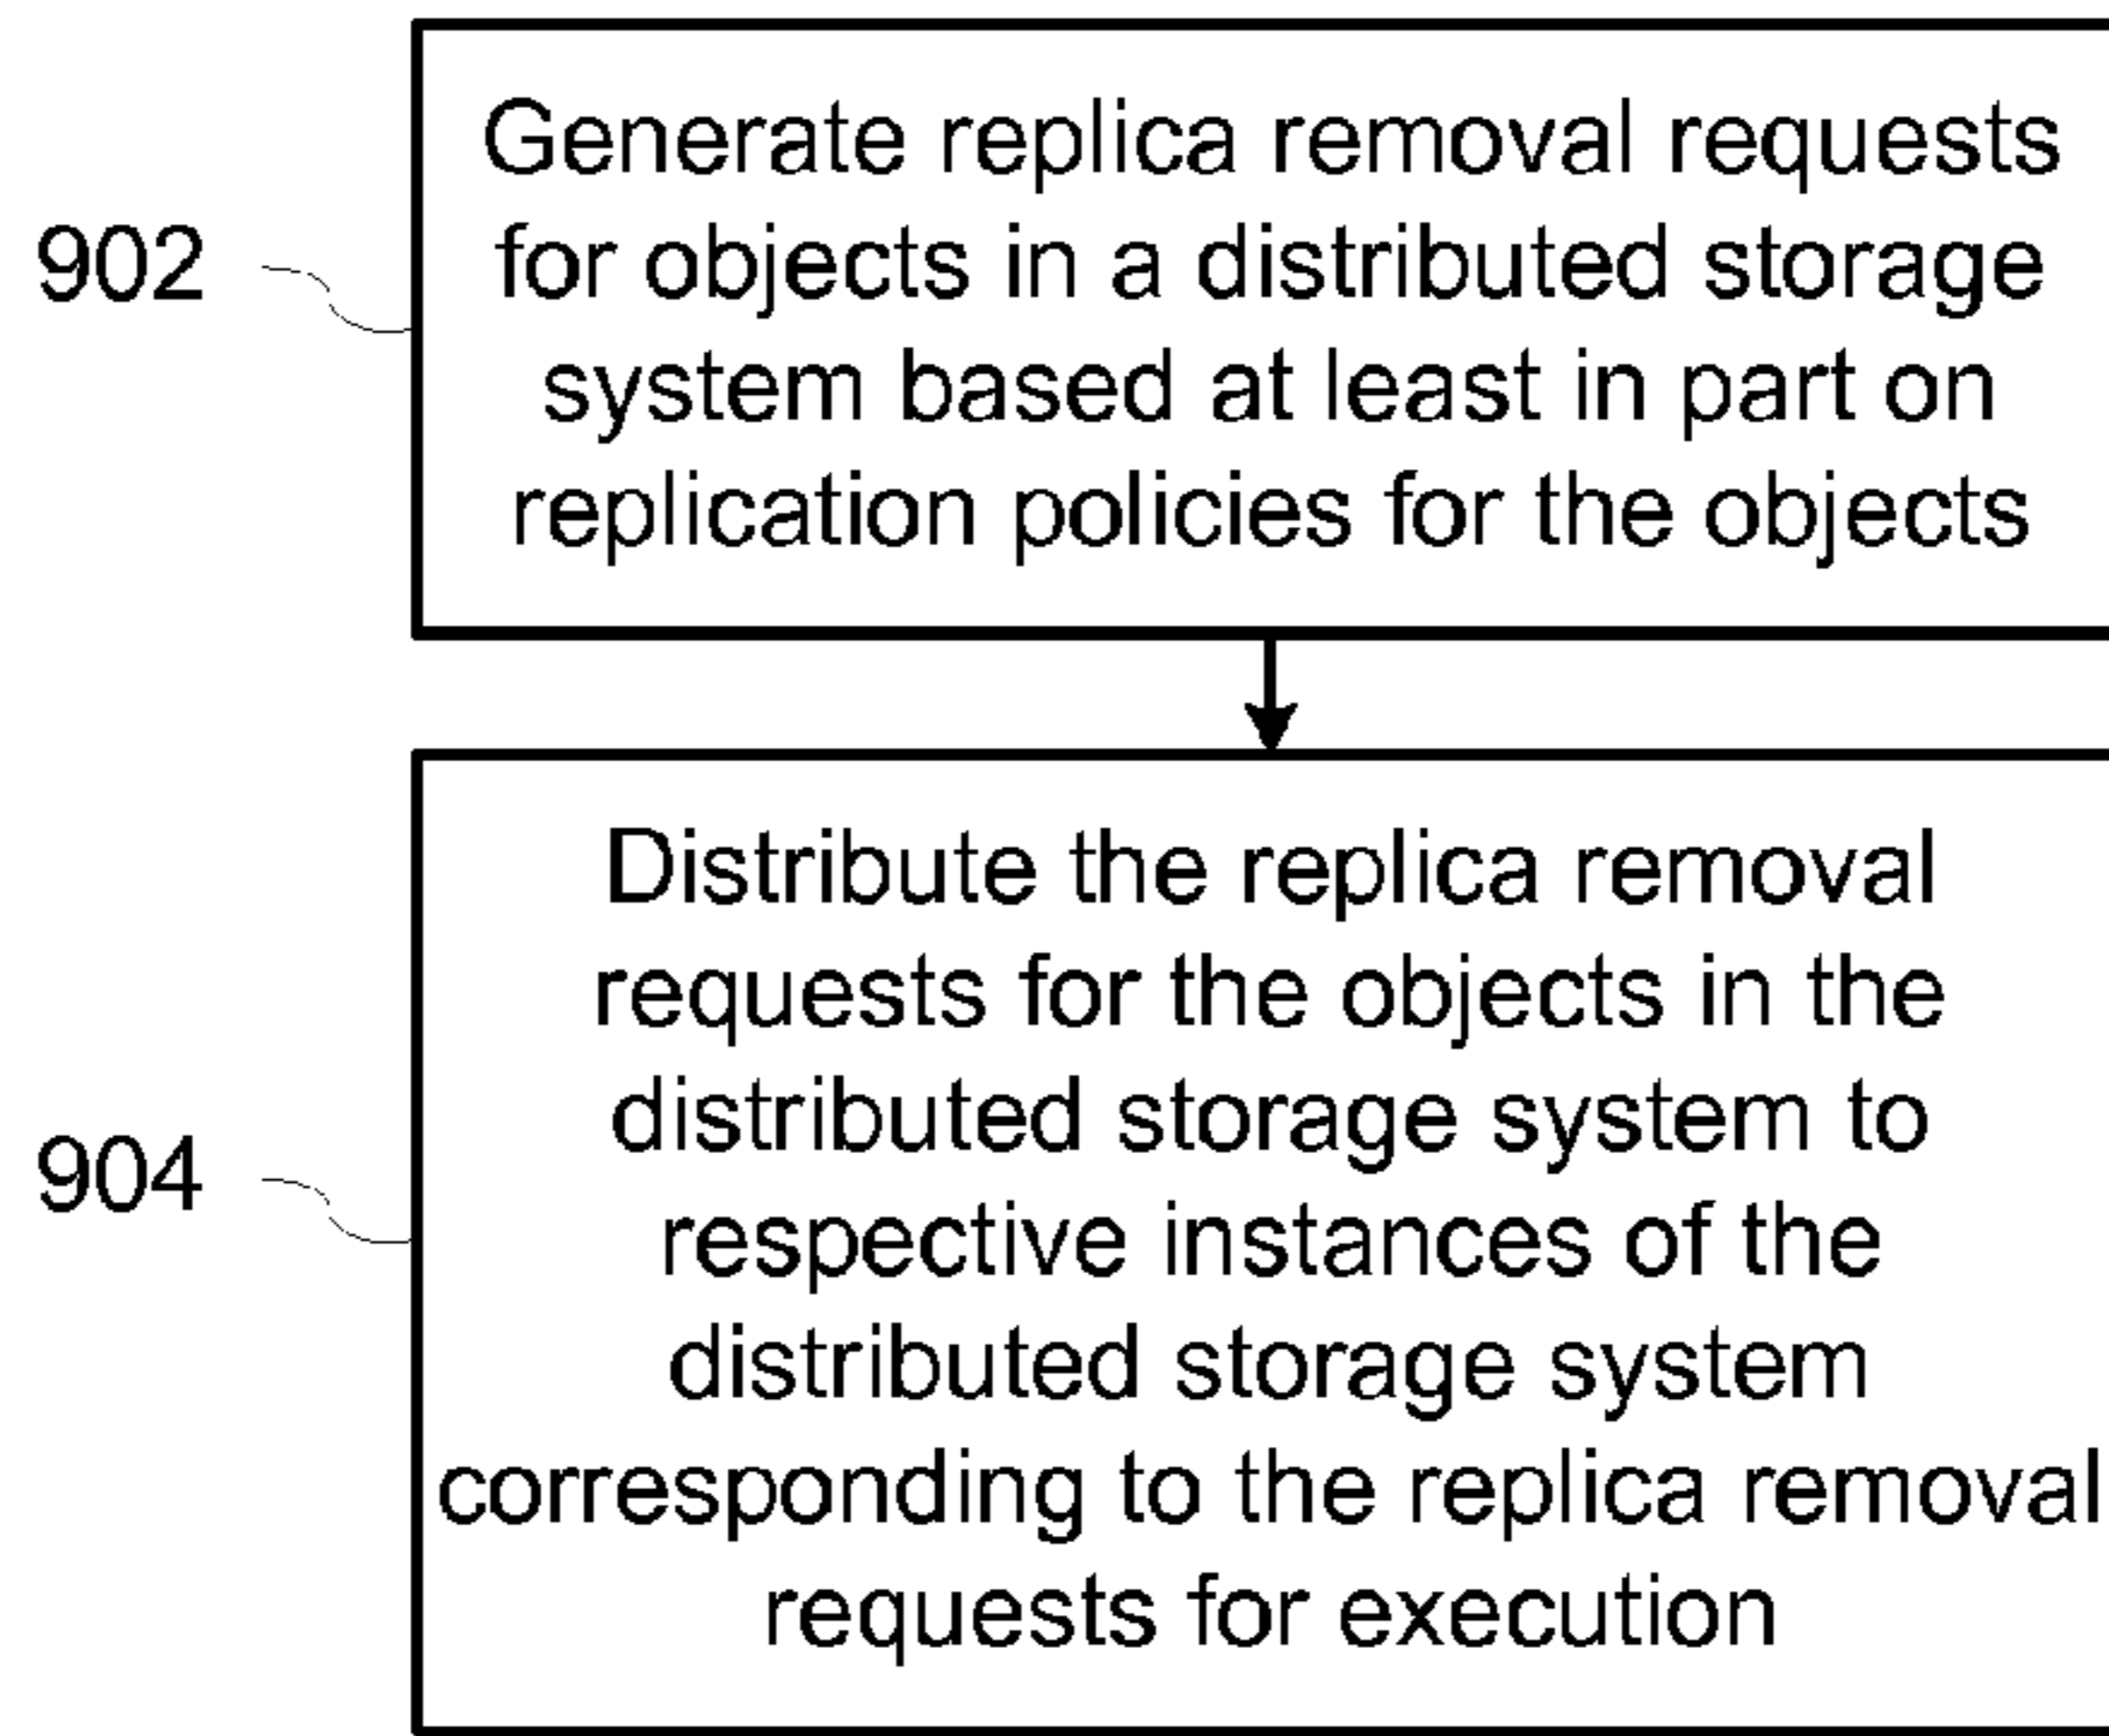 Generate replica removal requests
for objects in a distributed storage
902
system based at least in part on
replication policies for the objects
Distribute the replica removal
requests for the objects in the
distributed storage system to
904
respective instances of the
distributed storage system
corresponding to the replica removal
requests for execution